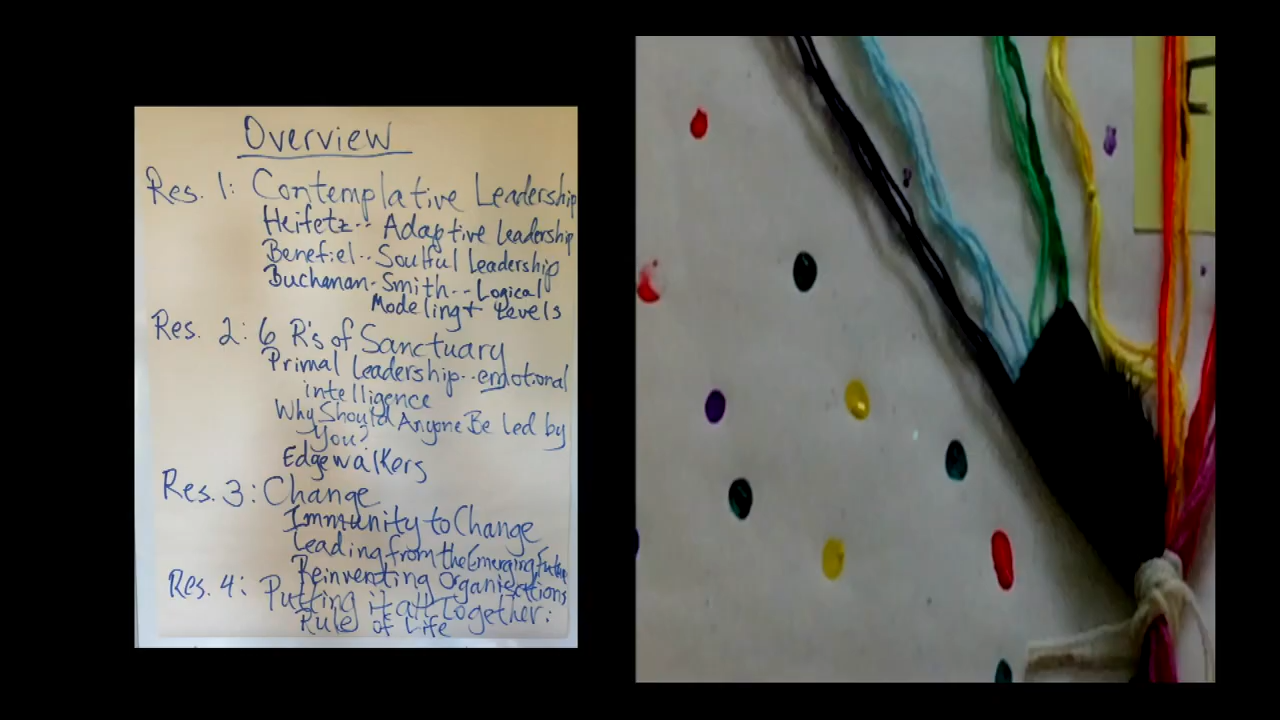 Overview
Res. 1: Contemplative Leadership
Heifetz-- Adaptive Leadership
Benefiel-- Soulful Leadership
Buchanan-Smith-- Logical
Modeling + Levels
Res. 2: 6 R's of Sanctuary
Primal Leadership-- emotional
intelligence
Why Should Anyone Be Led by
You?
Edgewalkers
Res. 3: Change
Immunity to Change
Leading from the Emerging Future
Reinventing Organisations
Res. 4: Putting it all Together:
Rule of Life